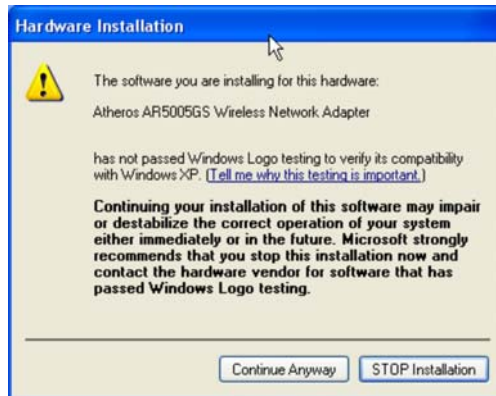 Hardware Installation
The software you are installing for this hardware:
Atheros AR5005GS Wireless Network Adapter
has not passed Windows Logo testing to verify its compatibility
with Windows XP. (Tell me why this testing is important.)
Continuing your installation of this software may impair
or destabilize the correct operation of your system
either immediately or in the future. Microsoft strongly
recommends that you stop this installation now and
contact the hardware vendor for software that has
passed Windows Logo testing.
Continue Anyway STOP Installation